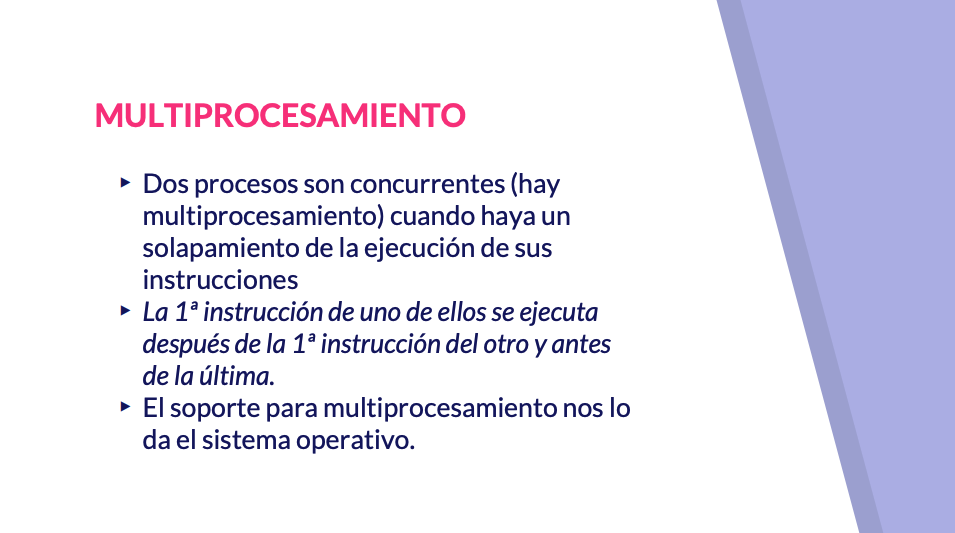 MULTIPROCESAMIENTO
▸ Dos procesos son concurrentes (hay
multiprocesamiento) cuando haya un
solapamiento de la ejecución de sus
instrucciones
▸ La 1ª instrucción de uno de ellos se ejecuta
después de la 1ª instrucción del otro y antes
de la última.
▸ El soporte para multiprocesamiento nos lo
da el sistema operativo.